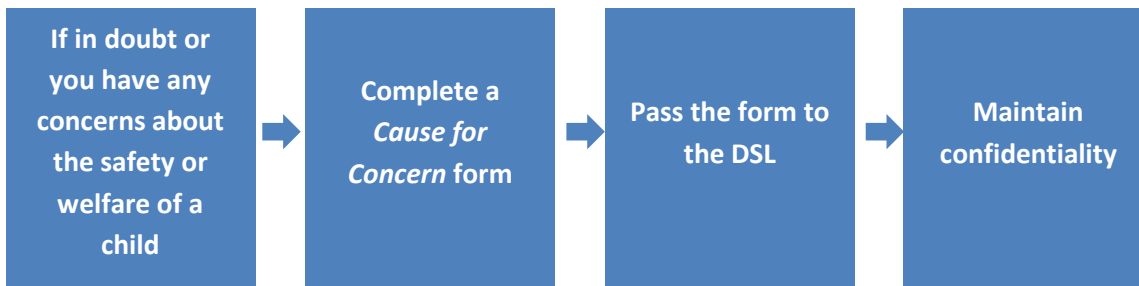 If in doubt or
you have any
concerns about
the safety or
welfare of a
child
Complete a
Cause for
Concern form
Pass the form to
the DSL
Maintain
confidentiality